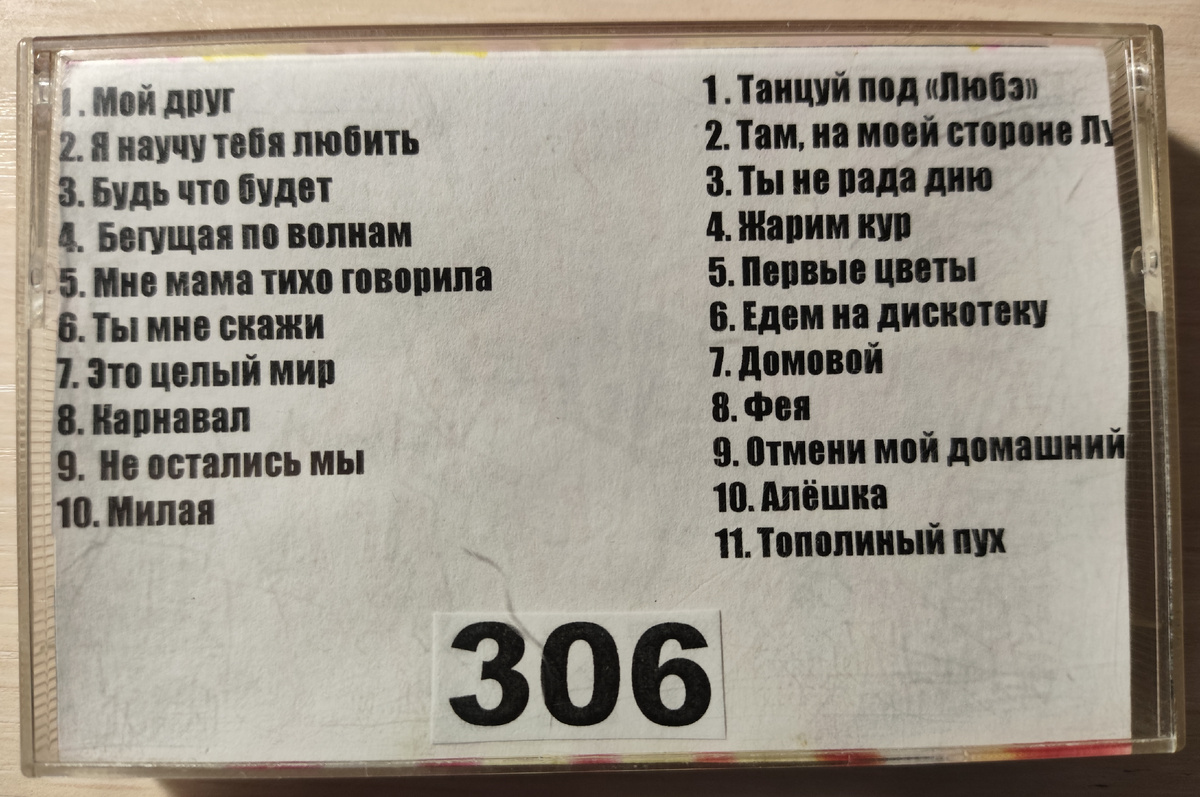 1. Мой друг
2. Я научу тебя любить
3. Будь что будет
4. Бегущая по волнам
5. Мне мама тихо говорила
6. Ты мне скажи
7. Это целый мир
8. Карнавал
9. Не остались мы
10. Милая
1. Танцуй под «Любэ»
2. Там, на моей стороне Лу
3. Ты не рада дню
4. Жарим кур
5. Первые цветы
6. Едем на дискотеку
7. Домовой
8. Фея
9. Отмени мой домашний
10. Алёшка
11. Тополиный пух
306